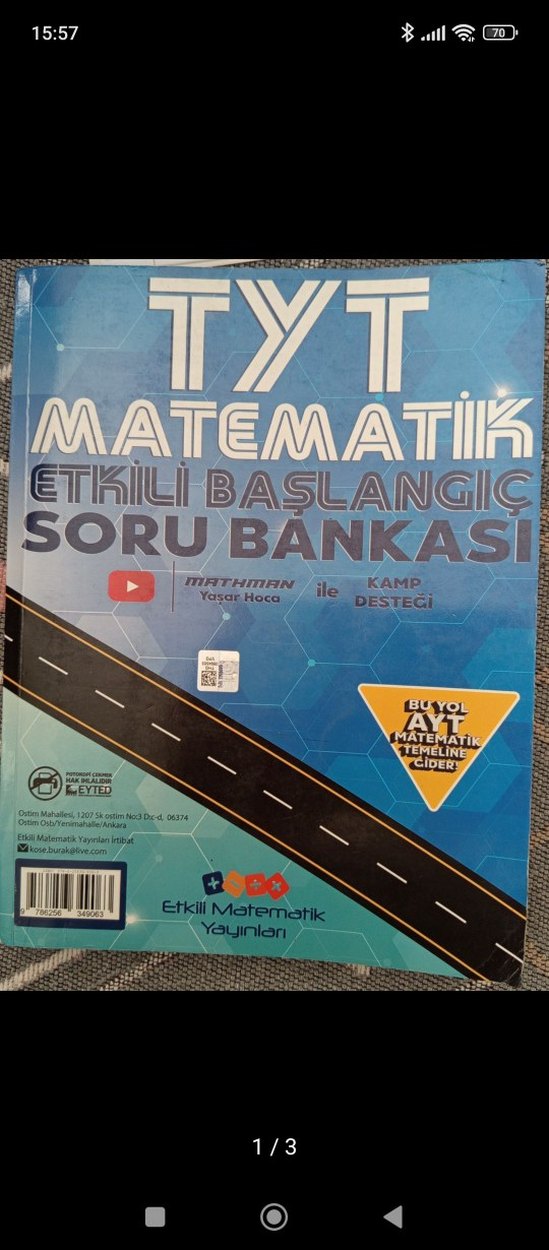 15:57
70
TYT
MATEMATİK
ETKİLİ BAŞLANGIÇ
SORU BANKASI
MATHMAN
Yaşar Hoca
ile
KAMP
DESTEĞİ
BU YOL
AYT
MATEMATİK
TEMELİNE
GİDER!
FOTOKOPİ ÇEKMEK
HAK İHLALİDİR
EYTED
Ostim Mahallesi, 1207 Sk ostim No:3 D:c-d, 06374
Ostim Osb/Yenimahalle/Ankara
Etkili Matematik Yayınları İrtibat
kose.burak@live.com
9 786256 349063
Etkili Matematik
Yayınları
1 / 3